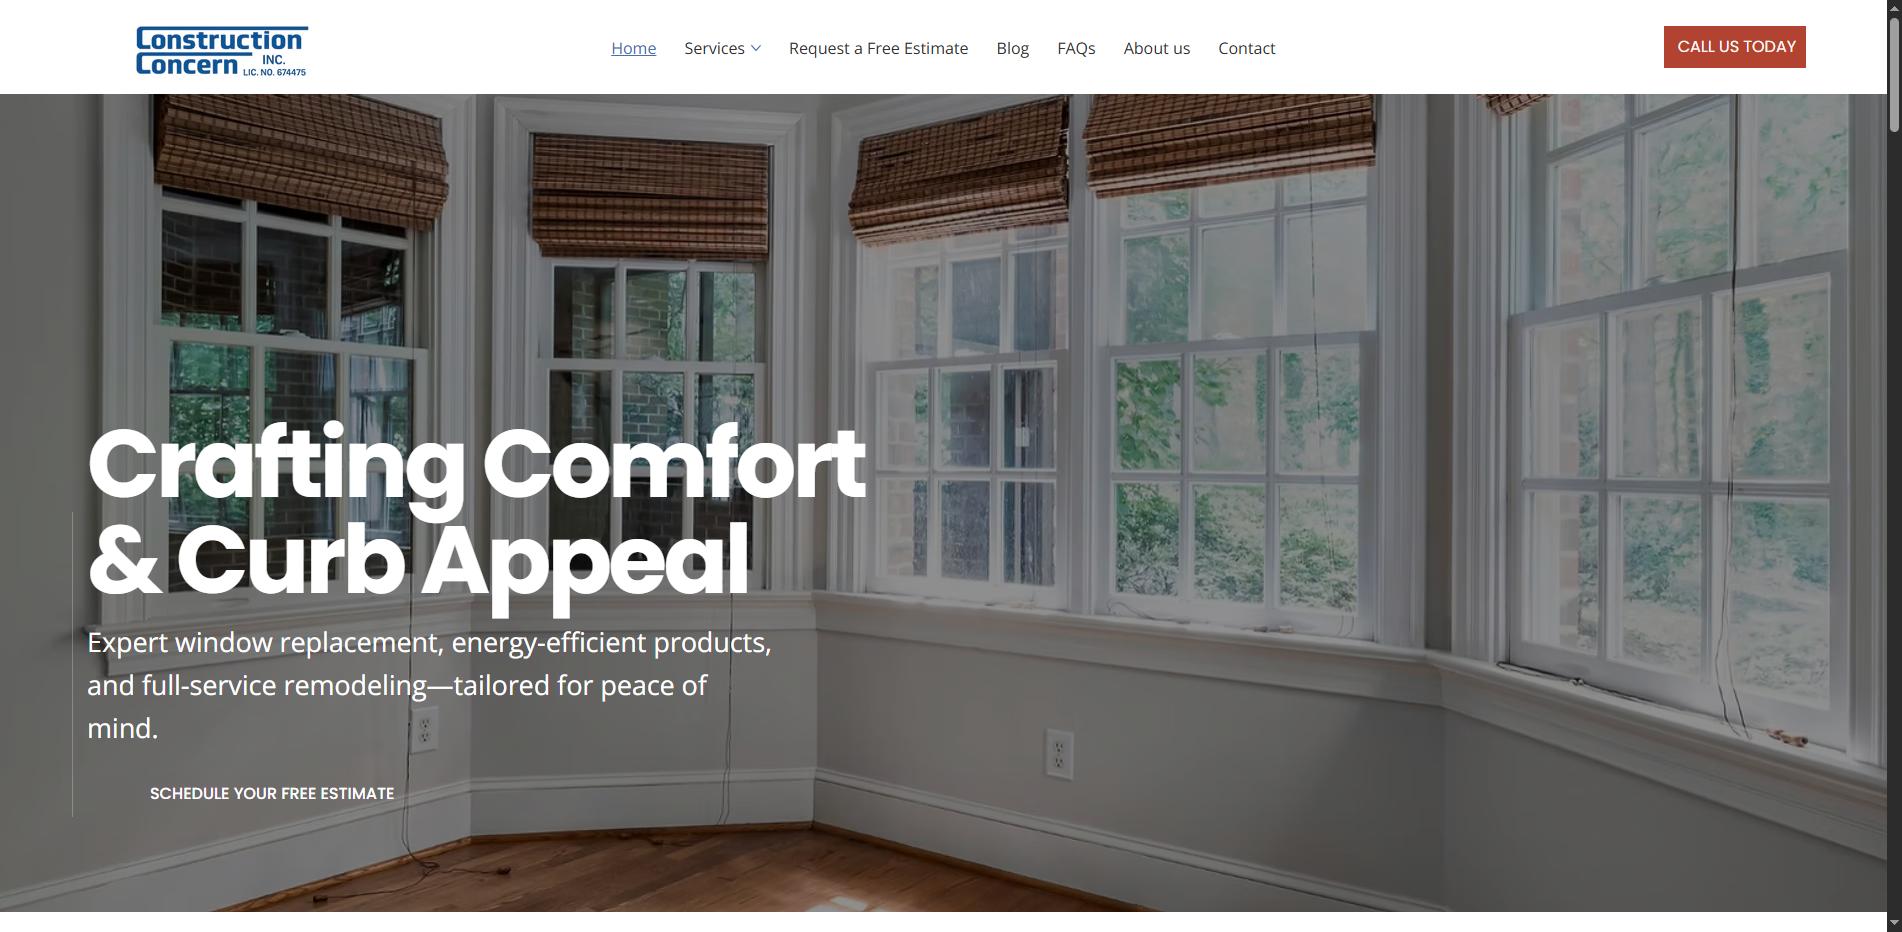 Construction
Concern INC.
LIC. NO. 674475
Home
Services
Request a Free Estimate
Blog
FAQs
About us
Contact
CALL US TODAY
Crafting Comfort
& Curb Appeal
Expert window replacement, energy-efficient products,
and full-service remodeling—tailored for peace of
mind.
SCHEDULE YOUR FREE ESTIMATE